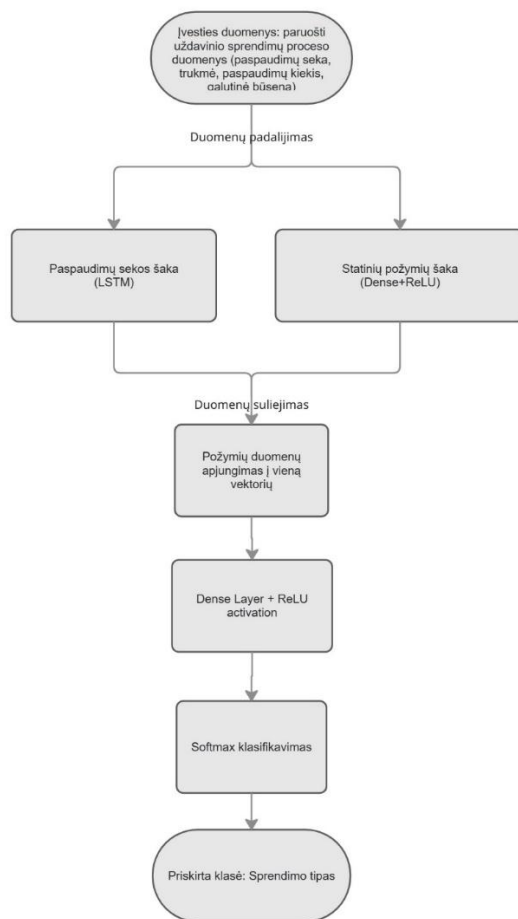 Įvesties duomenys: paruošti
uždavinio sprendimų proceso
duomenys (paspaudimų seka,
trukmė, paspaudimų kiekis,
galutinė būsena)
Duomenų padalijimas
Paspaudimų sekos šaka
(LSTM)
Statinių požymių šaka
(Dense+ReLU)
Duomenų suliejimas
Požymių duomenų
apjungimas į vieną
vektorių
Dense Layer + ReLU
activation
Softmax klasifikavimas
Priskirta klasė: Sprendimo tipas